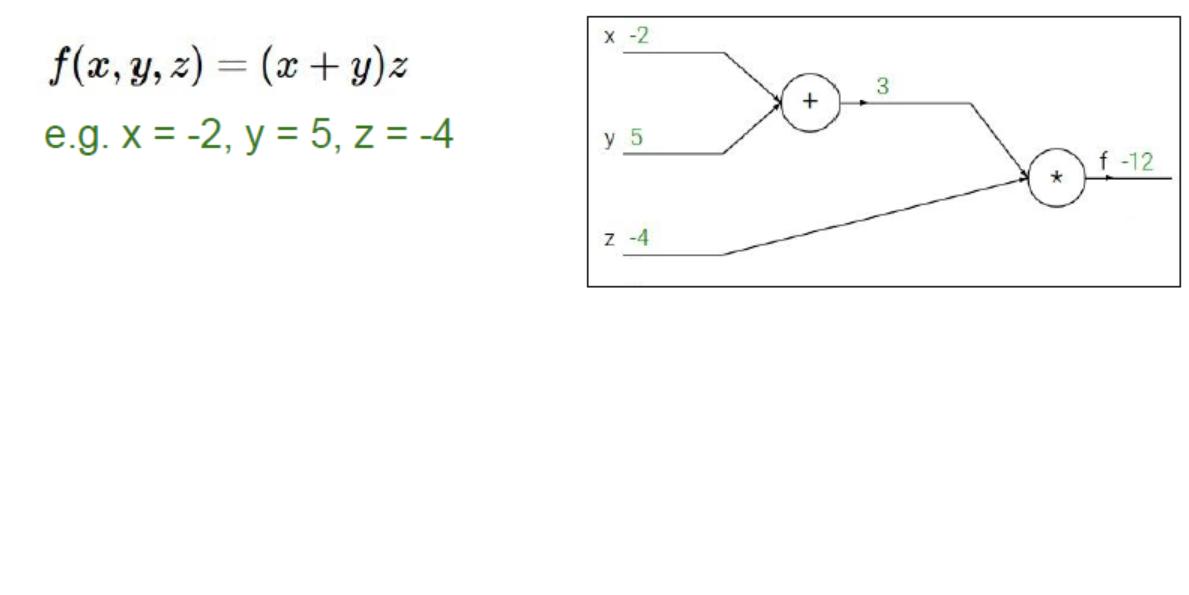 f(x, y, z) = (x + y)z
e.g. x = -2, y = 5, z = -4
x -2
+
3
y 5
*
f -12
z -4